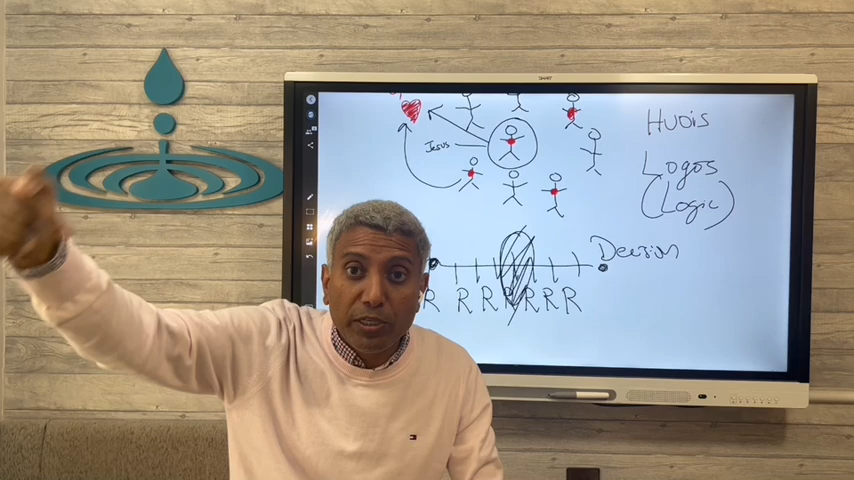 HUOIS
Jesus
Logos
(Logic)
Decision
R R R R R R